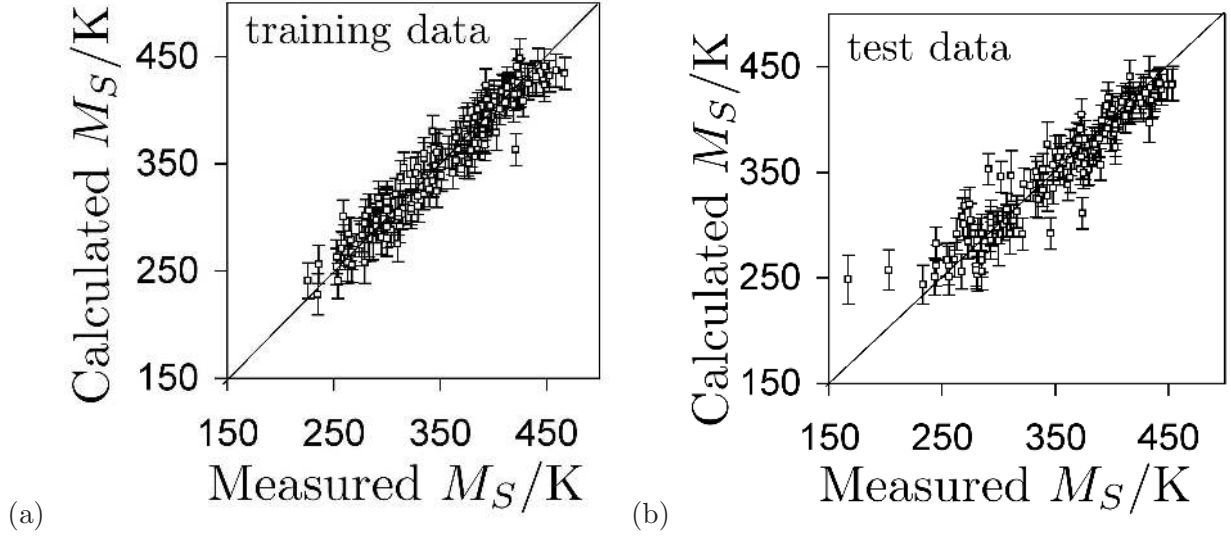 training data
450
350
250
150
Calculated M_S/K
150 250 350 450
Measured M_S/K
(a)
test data
450
350
250
150
Calculated M_S/K
150 250 350 450
Measured M_S/K
(b)